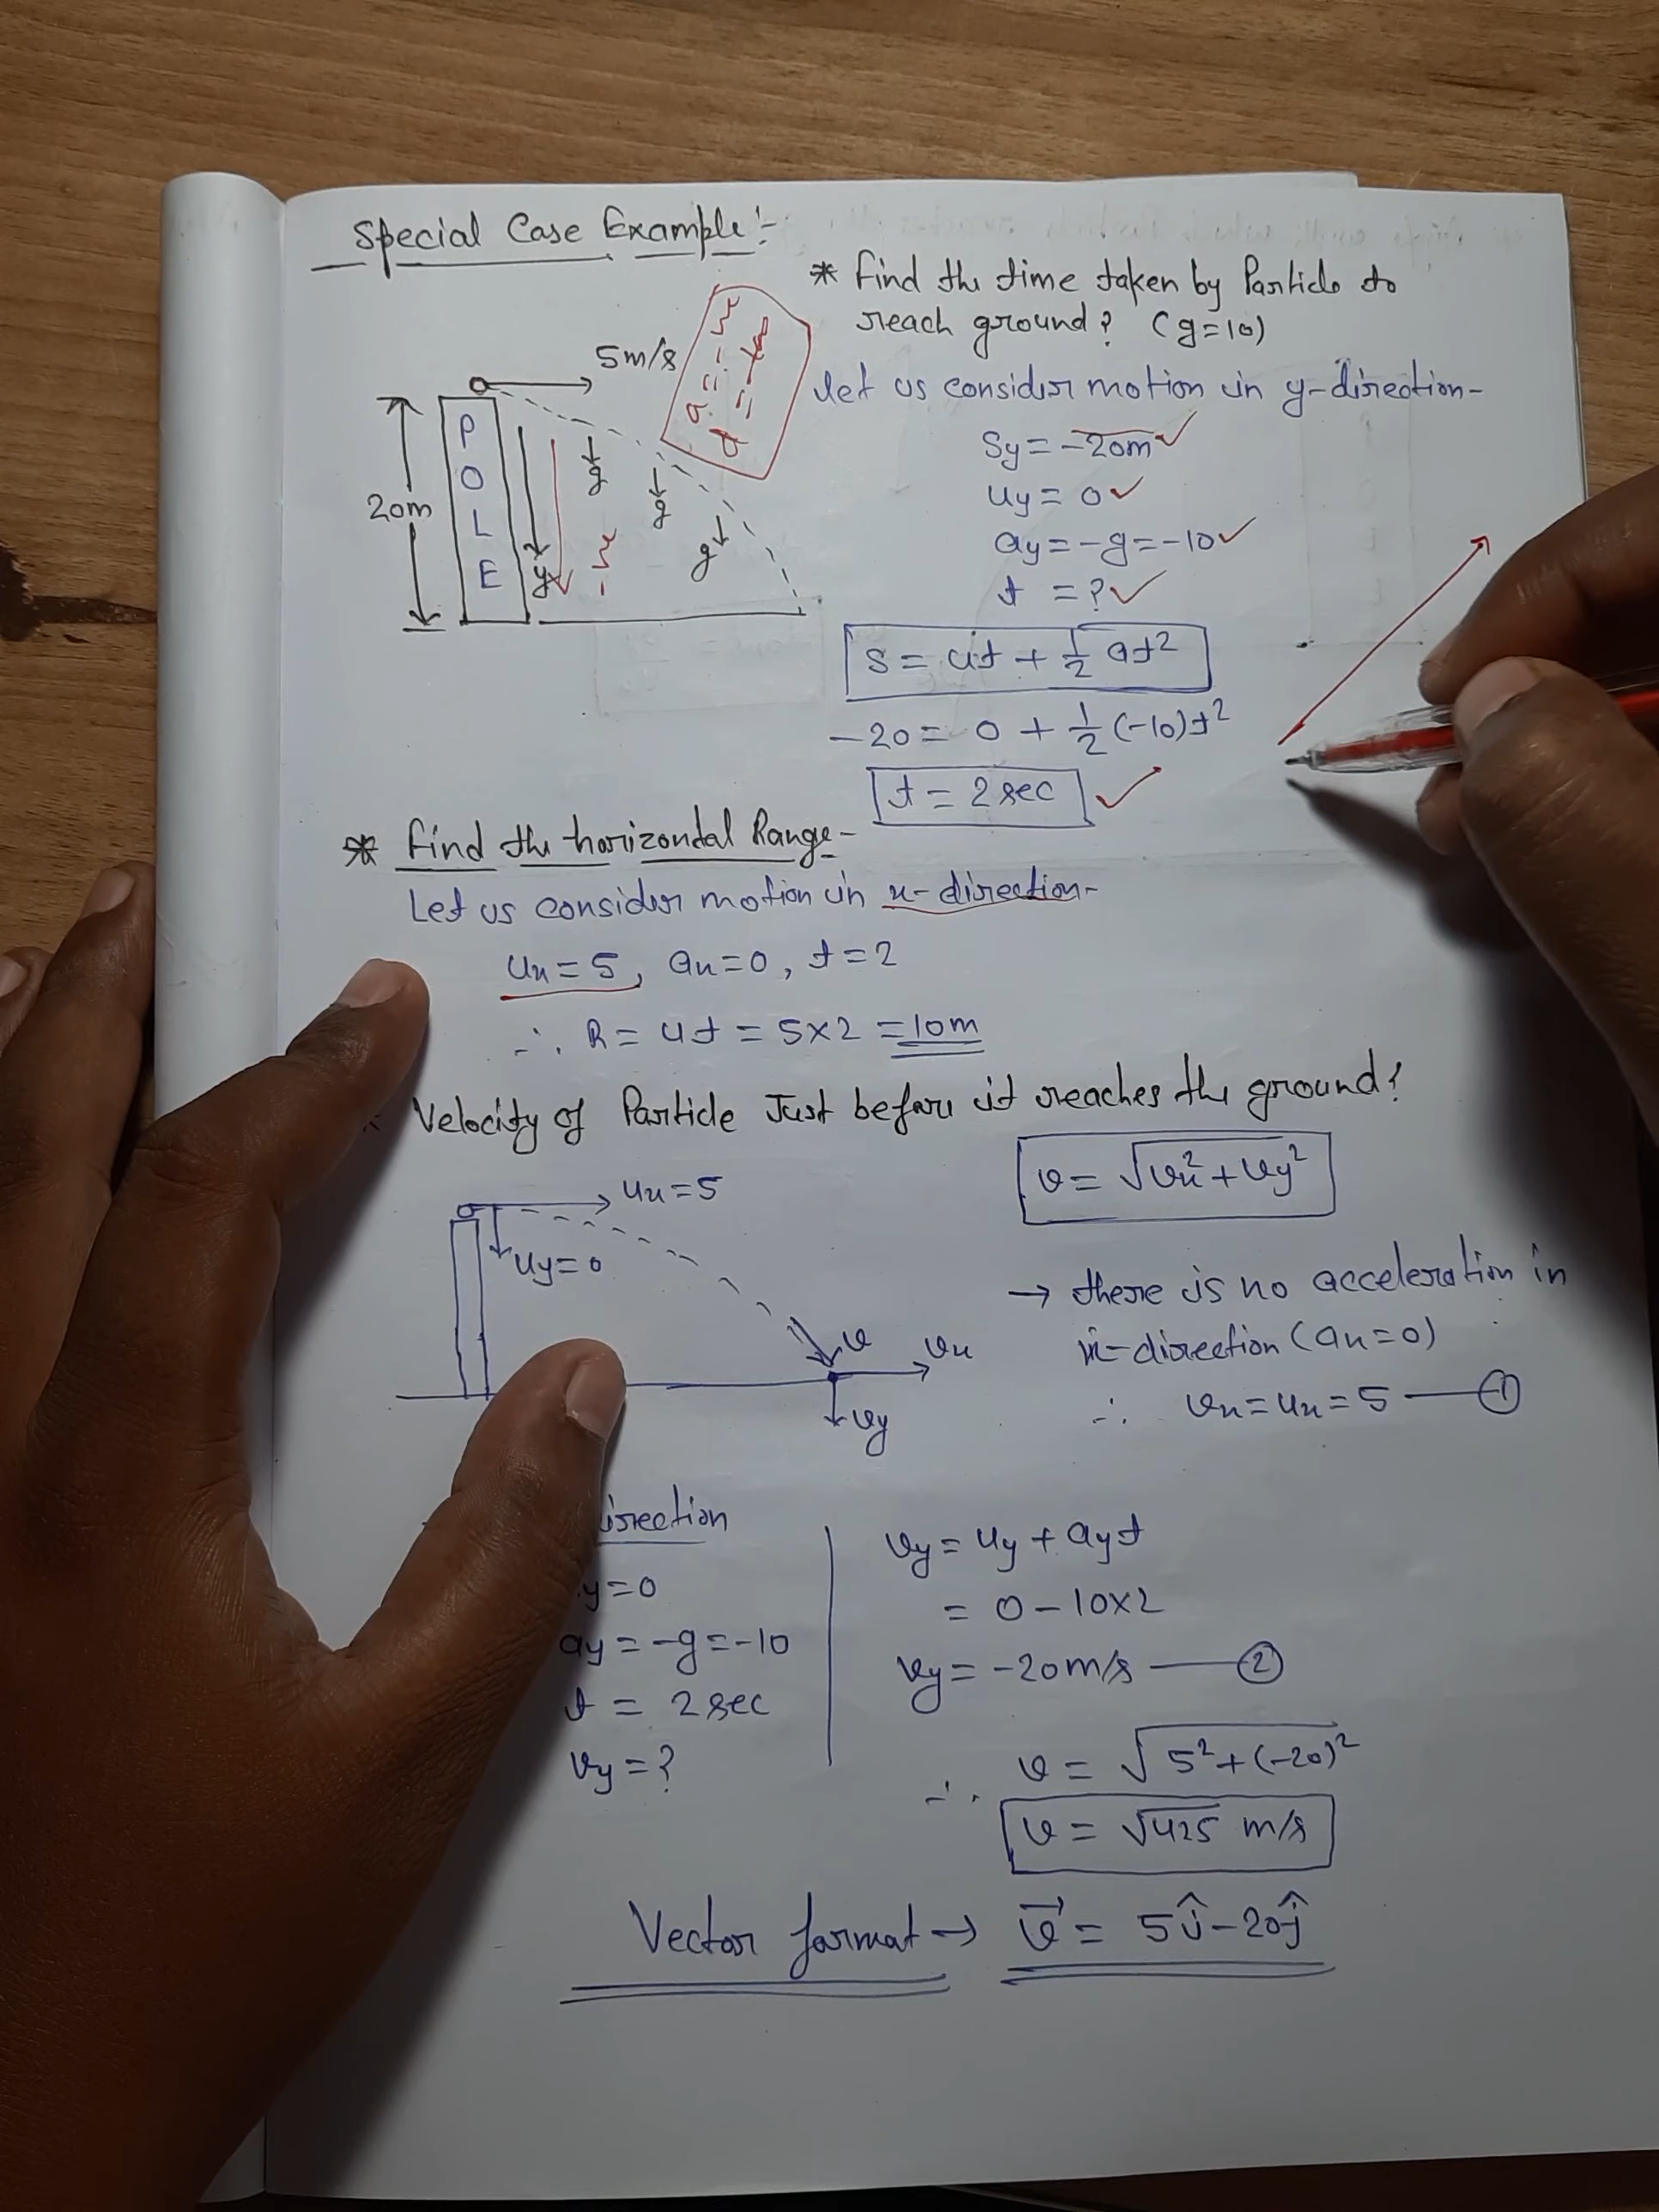 Special Case Example:-
* Find the time taken by Particle to
reach ground? (g=10)
5m/s
POLE
20m
g
g
g
y
-ve
let us consider motion in y-direction-
Sy = -20m ✓
uy = 0 ✓
ay = -g = -10 ✓
t = ? ✓
s = ut + 1/2 at²
-20 = 0 + 1/2 (-10)t²
t = 2 sec ✓
* Find the horizontal Range-
Let us consider motion in x-direction-
ux = 5, ax = 0, t = 2
∴ R = ut = 5×2 = 10m
Velocity of Particle Just before it reaches the ground?
v = √vx² + vy²
ux = 5
uy = 0
v
vx
vy
→ there is no acceleration in
x-direction (ax = 0)
∴ vx = ux = 5 —— ①
irection
y = 0
ay = -g = -10
t = 2 sec
vy = ?
vy = uy + ayt
= 0 - 10×2
vy = -20 m/s —— ②
∴ v = √5² + (-20)²
v = √425 m/s
Vector format → v⃗ = 5î - 20ĵ